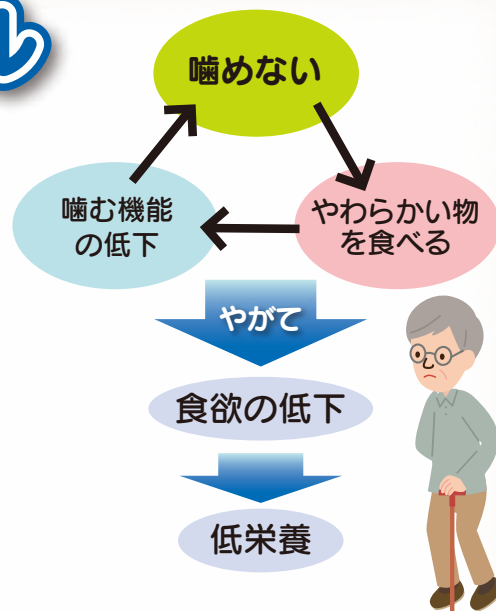 噛めない
やわらかい物
を食べる
噛む機能
の低下
やがて
食欲の低下
低栄養